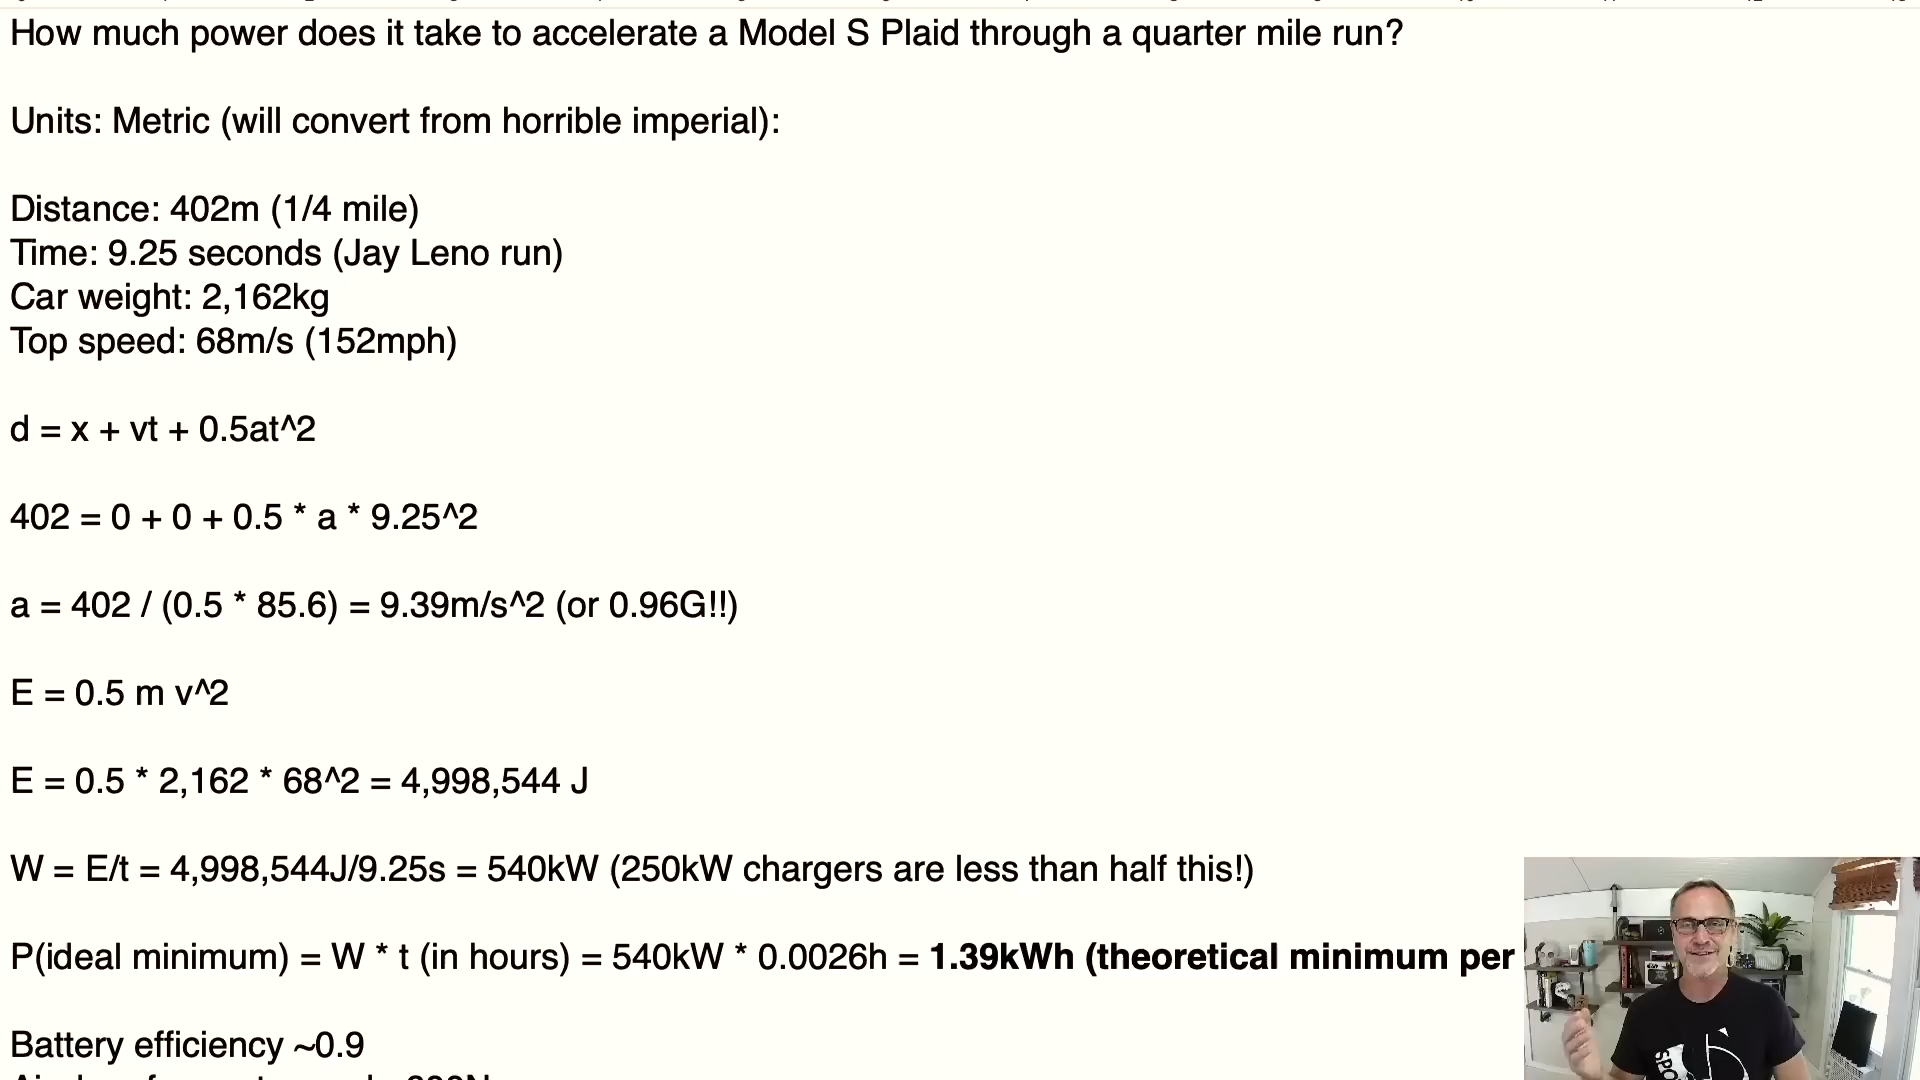 How much power does it take to accelerate a Model S Plaid through a quarter mile run?
Units: Metric (will convert from horrible imperial):
Distance: 402m (1/4 mile)
Time: 9.25 seconds (Jay Leno run)
Car weight: 2,162kg
Top speed: 68m/s (152mph)
d = x + vt + 0.5at^2
402 = 0 + 0 + 0.5 * a * 9.25^2
a = 402 / (0.5 * 85.6) = 9.39m/s^2 (or 0.96G!!)
E = 0.5 m v^2
E = 0.5 * 2,162 * 68^2 = 4,998,544 J
W = E/t = 4,998,544J/9.25s = 540kW (250kW chargers are less than half this!)
P(ideal minimum) = W * t (in hours) = 540kW * 0.0026h = 1.39kWh (theoretical minimum per
Battery efficiency ~0.9